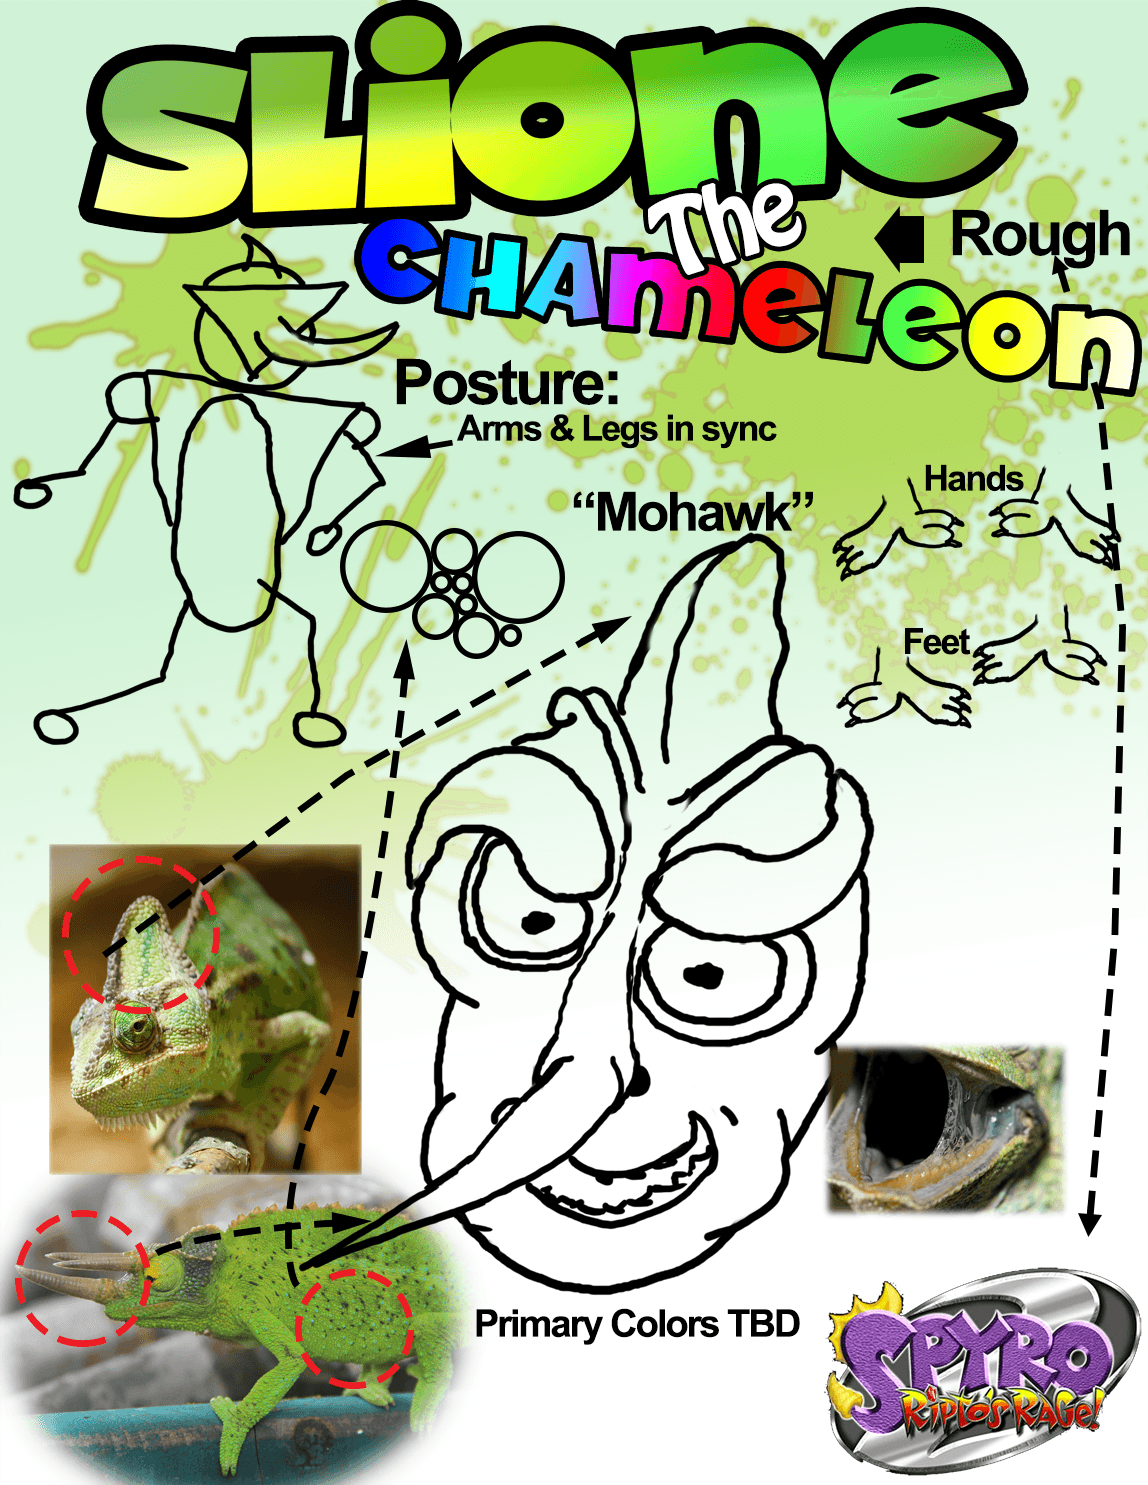 SLione
The
CHAmeLeon
Rough
Posture:
Arms & Legs in sync
“Mohawk”
Hands
Feet
Primary Colors TBD
SPYRO
RiPto's RAGe!